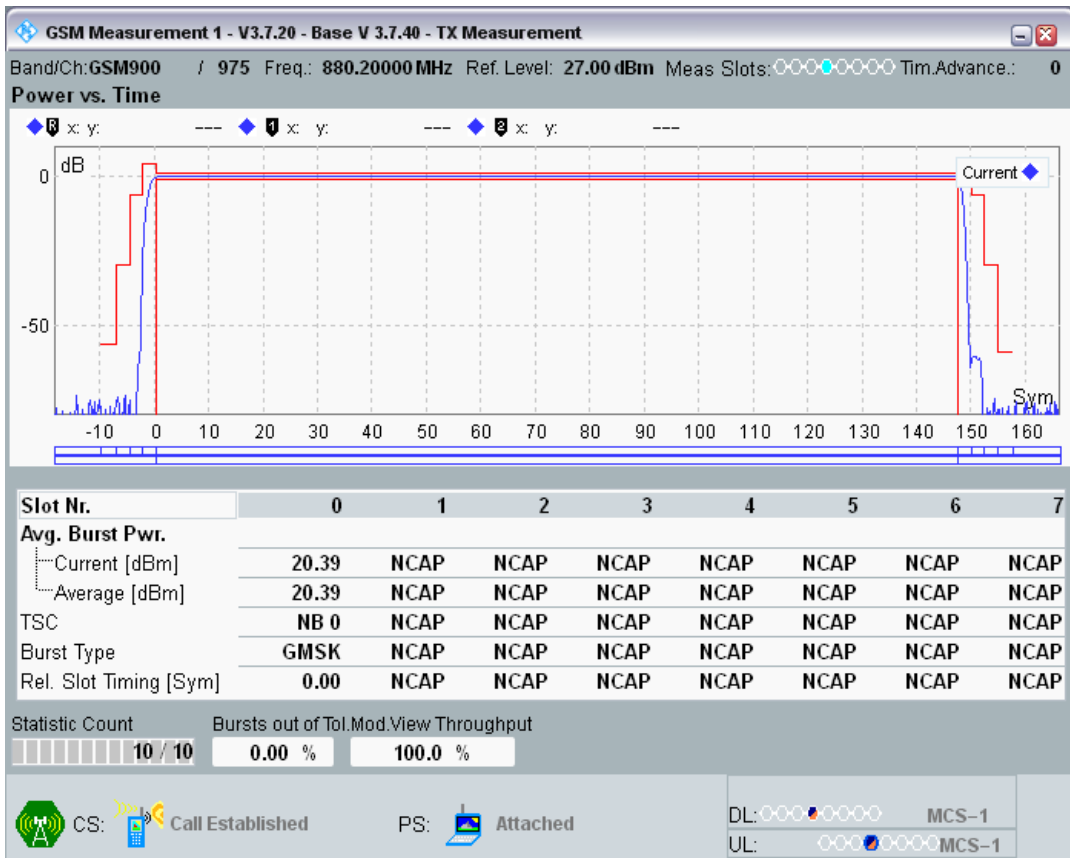 GSM Measurement 1 - V3.7.20 - Base V 3.7.40 - TX Measurement
Band/Ch:GSM900 / 975 Freq.: 880.20000 MHz Ref. Level: 27.00 dBm Meas Slots: Tim.Advance.: 0
Power vs. Time
R x: y: --- 1 x: y: --- 2 x: y: ---
dB
Current
0
-50
Sym
-10 0 10 20 30 40 50 60 70 80 90 100 110 120 130 140 150 160
Slot Nr. 0 1 2 3 4 5 6 7
Avg. Burst Pwr.
Current [dBm] 20.39 NCAP NCAP NCAP NCAP NCAP NCAP NCAP
Average [dBm] 20.39 NCAP NCAP NCAP NCAP NCAP NCAP NCAP
TSC NB 0 NCAP NCAP NCAP NCAP NCAP NCAP NCAP
Burst Type GMSK NCAP NCAP NCAP NCAP NCAP NCAP NCAP
Rel. Slot Timing [Sym] 0.00 NCAP NCAP NCAP NCAP NCAP NCAP NCAP
Statistic Count Bursts out of Tol.Mod.View Throughput
10 / 10 0.00 % 100.0 %
CS: Call Established PS: Attached
DL: MCS-1
UL: MCS-1